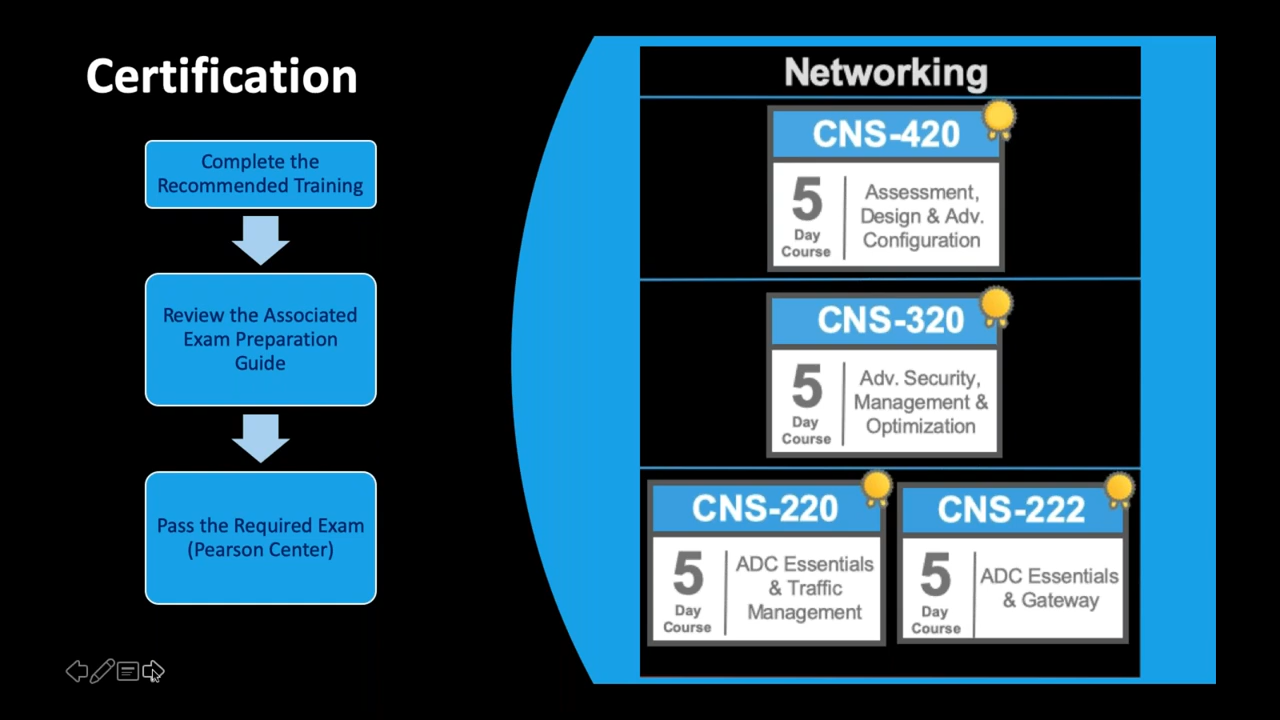 Certification
Complete the
Recommended Training
Review the Associated
Exam Preparation
Guide
Pass the Required Exam
(Pearson Center)
Networking
CNS-420
5
Day
Course
Assessment,
Design & Adv.
Configuration
CNS-320
5
Day
Course
Adv. Security,
Management &
Optimization
CNS-220
5
Day
Course
ADC Essentials
& Traffic
Management
CNS-222
5
Day
Course
ADC Essentials
& Gateway